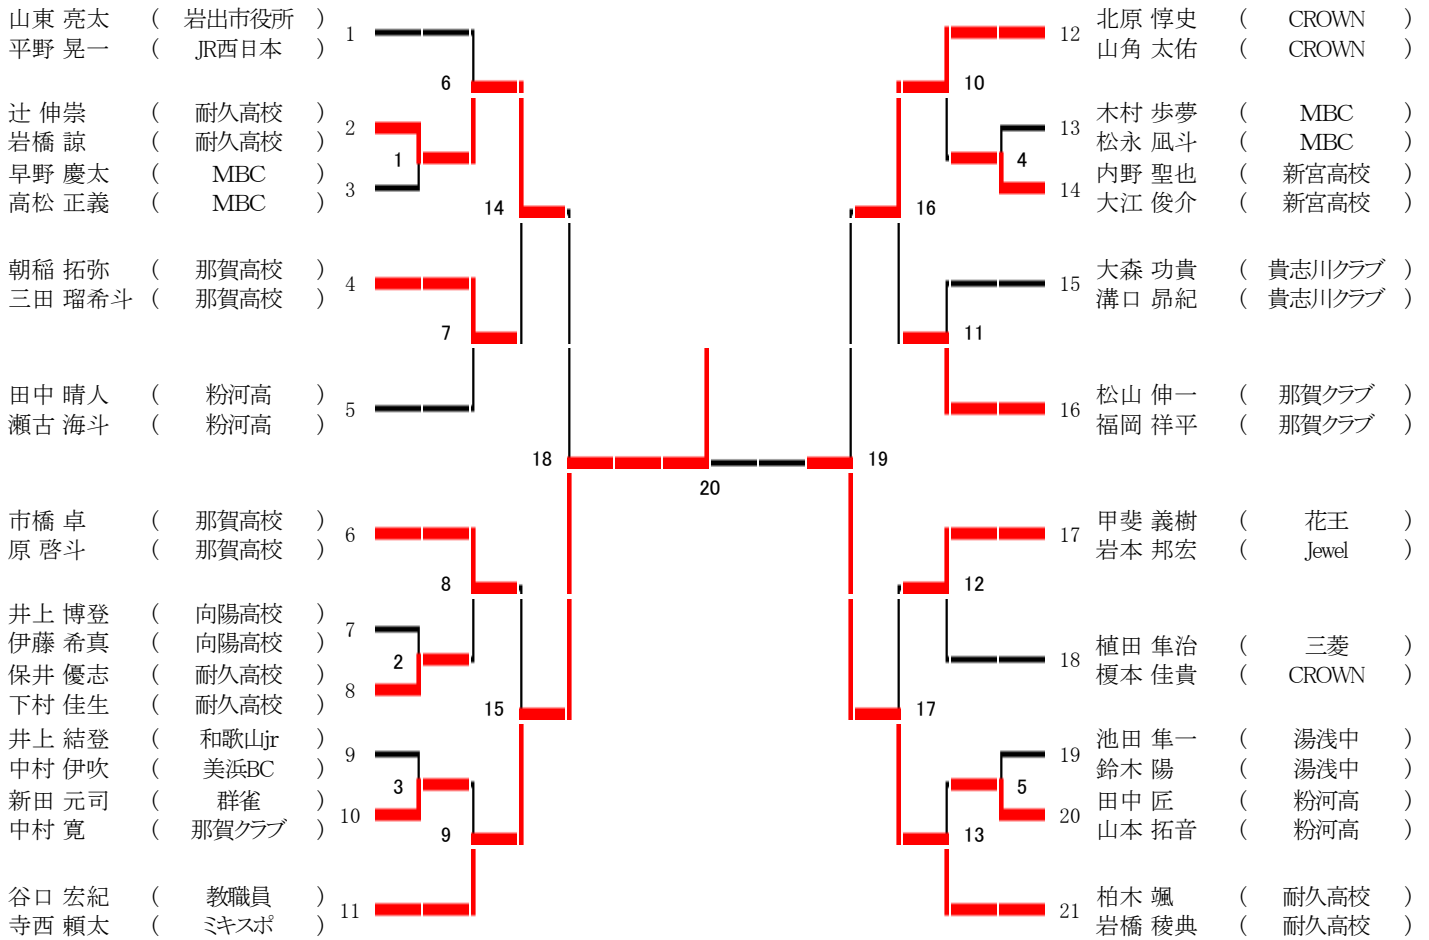 山東 亮太 ( 岩出市役所 ) 1
平野 晃一 ( JR西日本 )
6
辻 伸崇 ( 耐久高校 ) 2
岩橋 諒 ( 耐久高校 )
1
早野 慶太 ( MBC ) 3
高松 正義 ( MBC )
14
朝稲 拓弥 ( 那賀高校 ) 4
三田 瑠希斗 ( 那賀高校 )
7
田中 晴人 ( 粉河高 ) 5
瀬古 海斗 ( 粉河高 )
18
市橋 卓 ( 那賀高校 ) 6
原 啓斗 ( 那賀高校 )
8
井上 博登 ( 向陽高校 ) 7
伊藤 希真 ( 向陽高校 )
2
保井 優志 ( 耐久高校 ) 8
下村 佳生 ( 耐久高校 )
15
井上 結登 ( 和歌山jr ) 9
中村 伊吹 ( 美浜BC )
3
新田 元司 ( 群雀 ) 10
中村 寛 ( 那賀クラブ )
9
谷口 宏紀 ( 教職員 ) 11
寺西 頼太 ( ミキスポ )
20
12 北原 惇史 ( CROWN )
山角 太佑 ( CROWN )
10
13 木村 歩夢 ( MBC )
松永 凪斗 ( MBC )
4
14 内野 聖也 ( 新宮高校 )
大江 俊介 ( 新宮高校 )
16
15 大森 功貴 ( 貴志川クラブ )
溝口 昴紀 ( 貴志川クラブ )
11
16 松山 伸一 ( 那賀クラブ )
福岡 祥平 ( 那賀クラブ )
19
17 甲斐 義樹 ( 花王 )
岩本 邦宏 ( Jewel )
12
18 植田 隼治 ( 三菱 )
榎本 佳貴 ( CROWN )
17
19 池田 隼一 ( 湯浅中 )
鈴木 陽 ( 湯浅中 )
5
20 田中 匠 ( 粉河高 )
山本 拓音 ( 粉河高 )
13
21 柏木 颯 ( 耐久高校 )
岩橋 稜典 ( 耐久高校 )